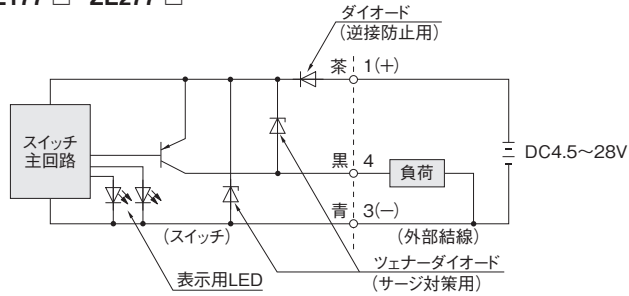 ZE277-□
ダイオード
(逆接防止用)
茶 1(+)
スイッチ
主回路
黒 4
負荷
DC4.5～28V
青 3(−)
(スイッチ)
(外部結線)
表示用LED
ツェナーダイオード
(サージ対策用)